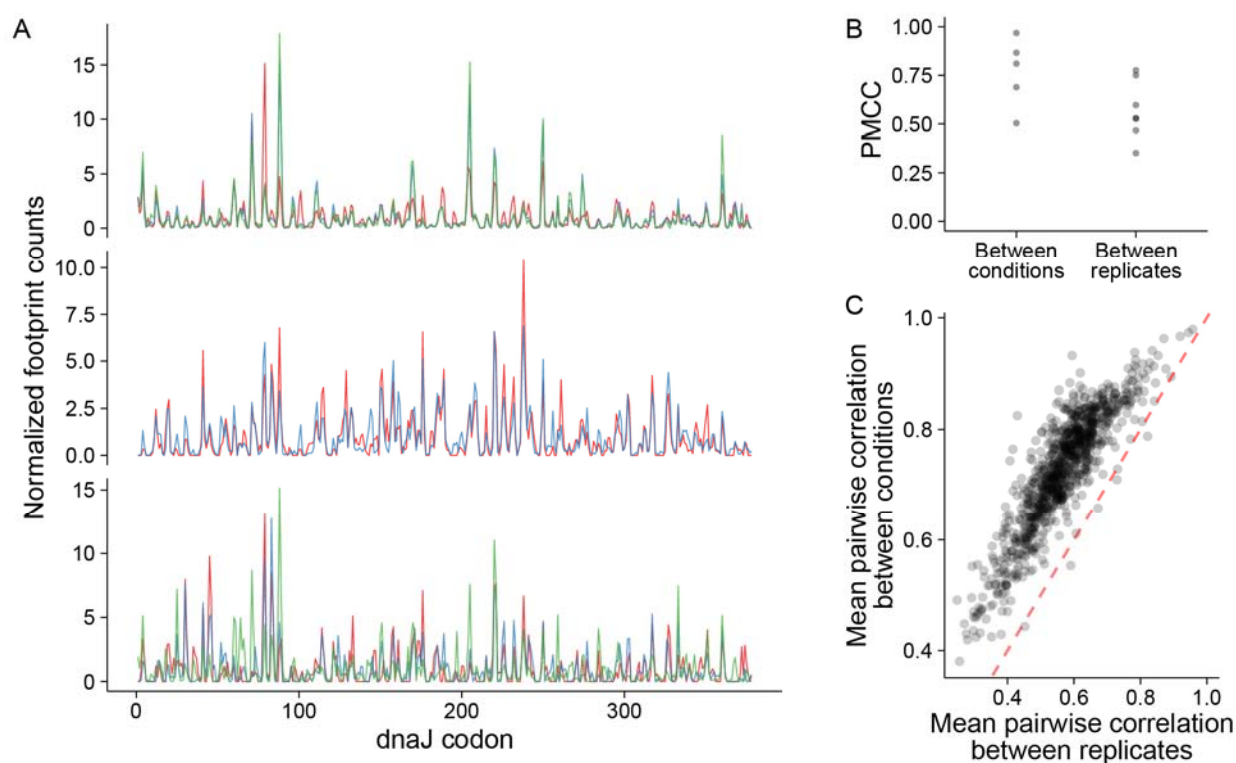 A
Normalized footprint counts
15
10
5
0
10.0
7.5
5.0
2.5
0.0
15
10
5
0
0
100
200
300
dnaJ codon
B
PMCC
1.00
0.75
0.50
0.25
0.00
Between
conditions
Between
replicates
C
Mean pairwise correlation
between conditions
1.0
0.8
0.6
0.4
0.4
0.6
0.8
1.0
Mean pairwise correlation
between replicates